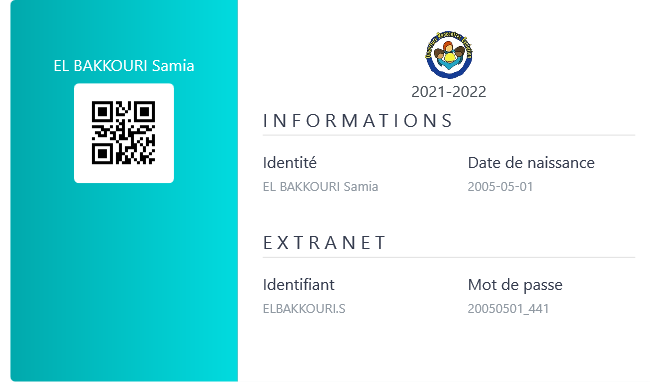 EL BAKKOURI Samia
2021-2022
INFORMATIONS
Identité
Date de naissance
EL BAKKOURI Samia
2005-05-01
EXTRANET
Identifiant
Mot de passe
ELBAKKOURI.S
20050501_441